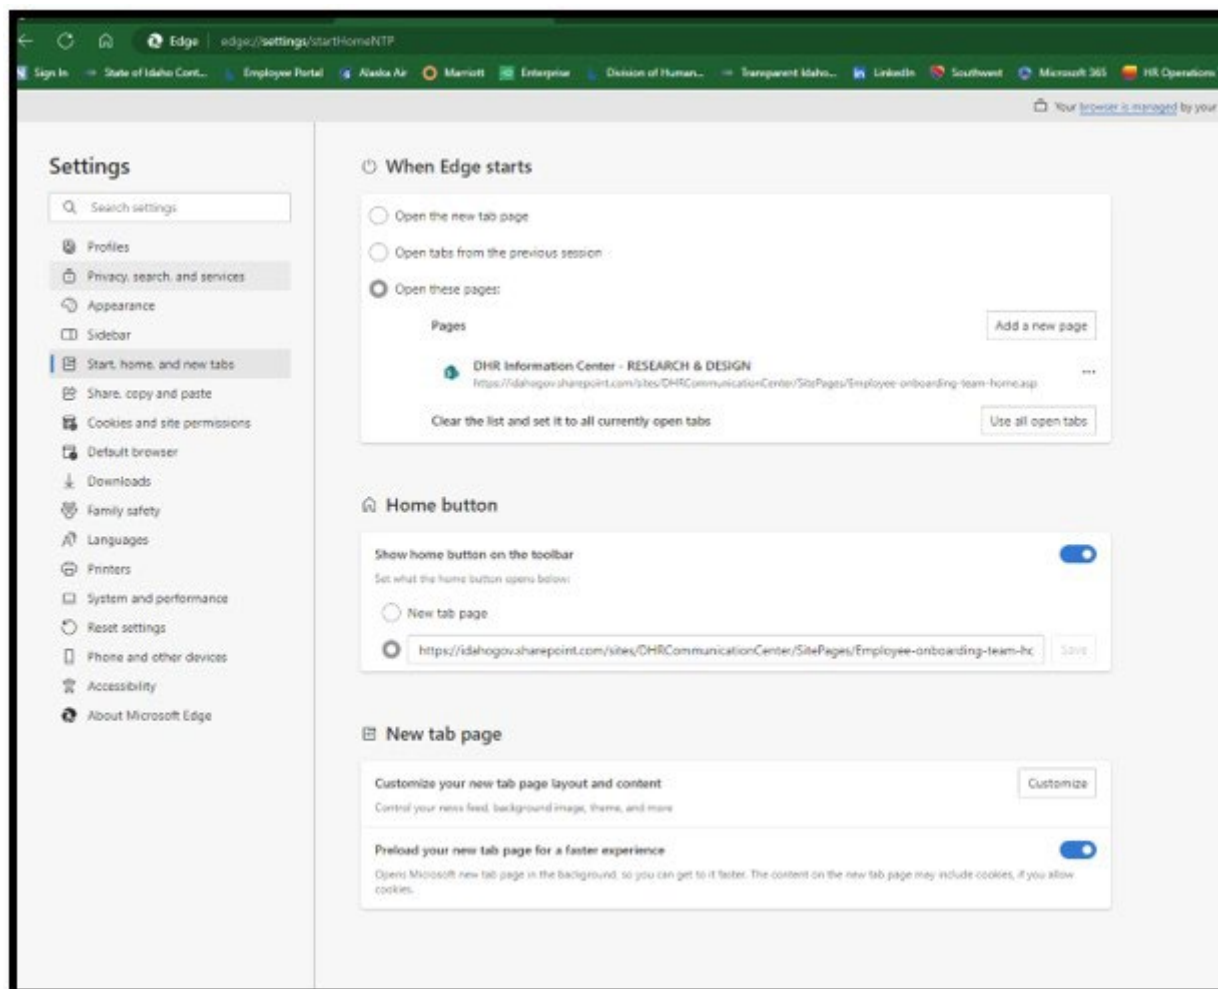 Edge edge://settings/startHomeNTP
Sign In State of Idaho Cont... Employee Portal Alaska Air Marriott Enterprise Division of Human... Transparent Idaho... LinkedIn Southwest Microsoft 365 HR Operations
Your browser is managed by your
Settings
Search settings
Profiles
Privacy, search, and services
Appearance
Sidebar
Start, home, and new tabs
Share, copy and paste
Cookies and site permissions
Default browser
Downloads
Family safety
Languages
Printers
System and performance
Reset settings
Phone and other devices
Accessibility
About Microsoft Edge
When Edge starts
Open the new tab page
Open tabs from the previous session
Open these pages:
Pages
Add a new page
DHR Information Center - RESEARCH & DESIGN
https://idahogov.sharepoint.com/sites/DHRCommunicationCenter/SitePages/Employee-onboarding-team-home.asp
Clear the list and set it to all currently open tabs
Use all open tabs
Home button
Show home button on the toolbar
Set what the home button opens below:
New tab page
https://idahogov.sharepoint.com/sites/DHRCommunicationCenter/SitePages/Employee-onboarding-team-hc
Save
New tab page
Customize your new tab page layout and content
Customize
Control your news feed, background image, theme, and more
Preload your new tab page for a faster experience
Opens Microsoft new tab page in the background, so you can get to it faster. The content on the new tab page may include cookies, if you allow
cookies.